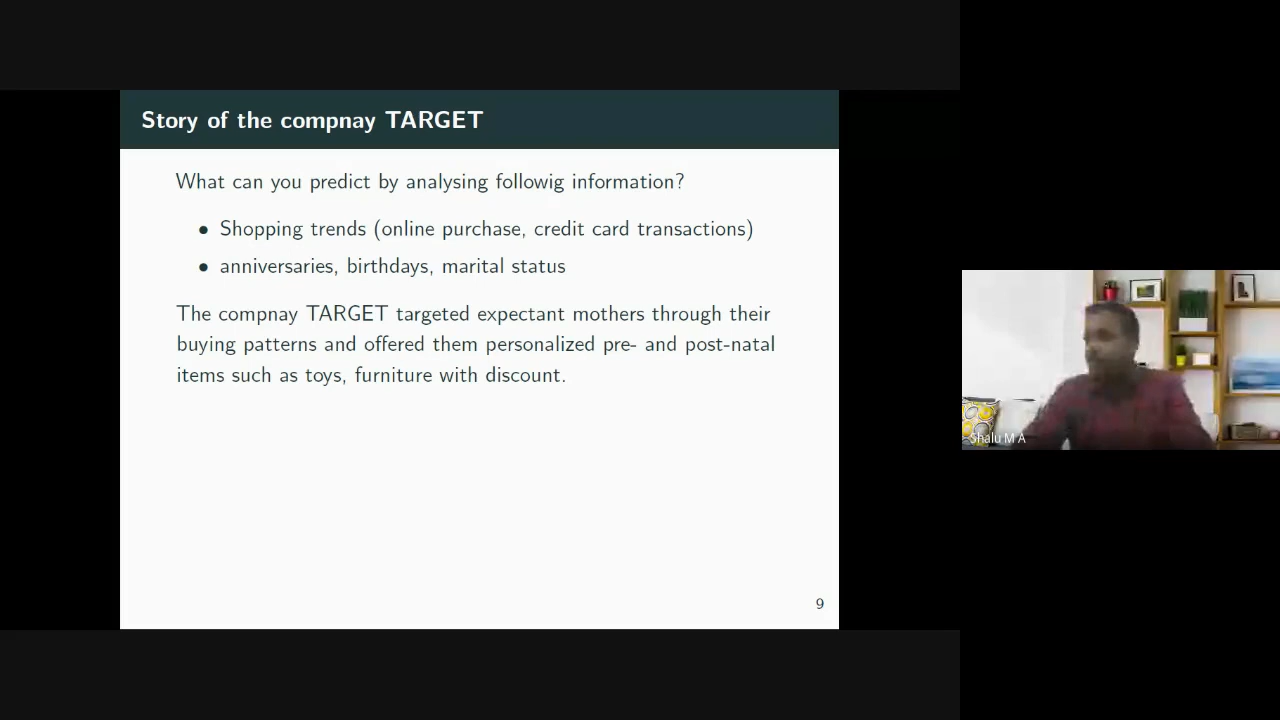 Story of the compnay TARGET
What can you predict by analysing followig information?
• Shopping trends (online purchase, credit card transactions)
• anniversaries, birthdays, marital status
The compnay TARGET targeted expectant mothers through their
buying patterns and offered them personalized pre- and post-natal
items such as toys, furniture with discount.
9
Shalu M A